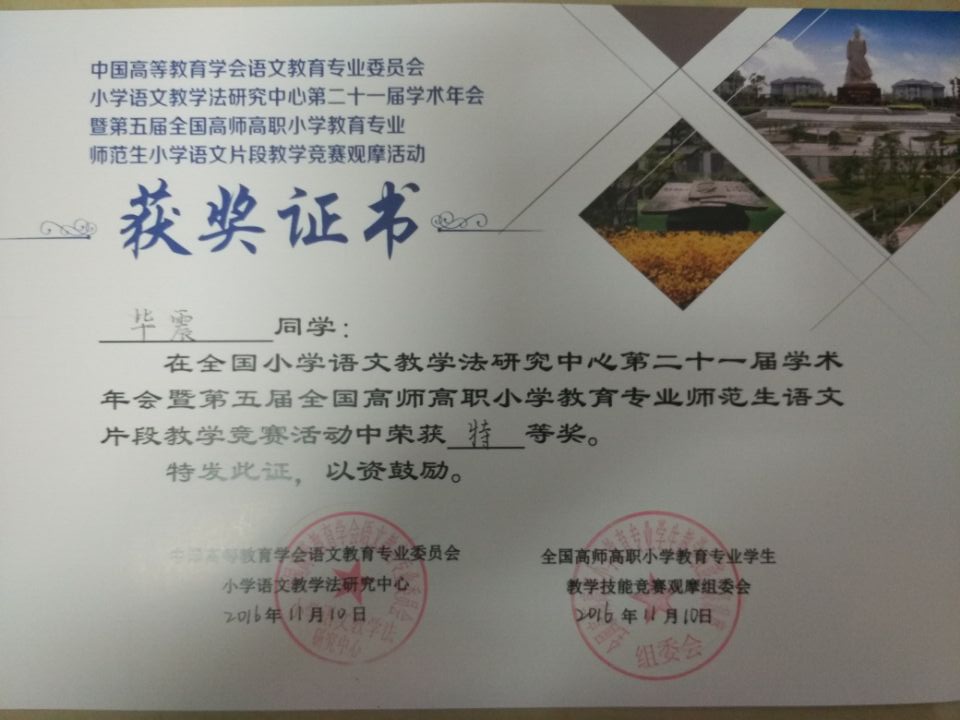 中国高等教育学会语文教育专业委员会
小学语文教学法研究中心第二十一届学术年会
暨第五届全国高师高职小学教育专业
师范生小学语文片段教学竞赛观摩活动
获奖证书
毕震同学：
在全国小学语文教学法研究中心第二十一届学术
年会暨第五届全国高师高职小学教育专业师范生语文
片段教学竞赛活动中荣获特等奖。
特发此证，以资鼓励。
中国高等教育学会语文教育专业委员会
小学语文教学法研究中心
2016年11月10日
全国高师高职小学教育专业学生
教学技能竞赛观摩组委会
2016年11月10日
研究中心
组委会